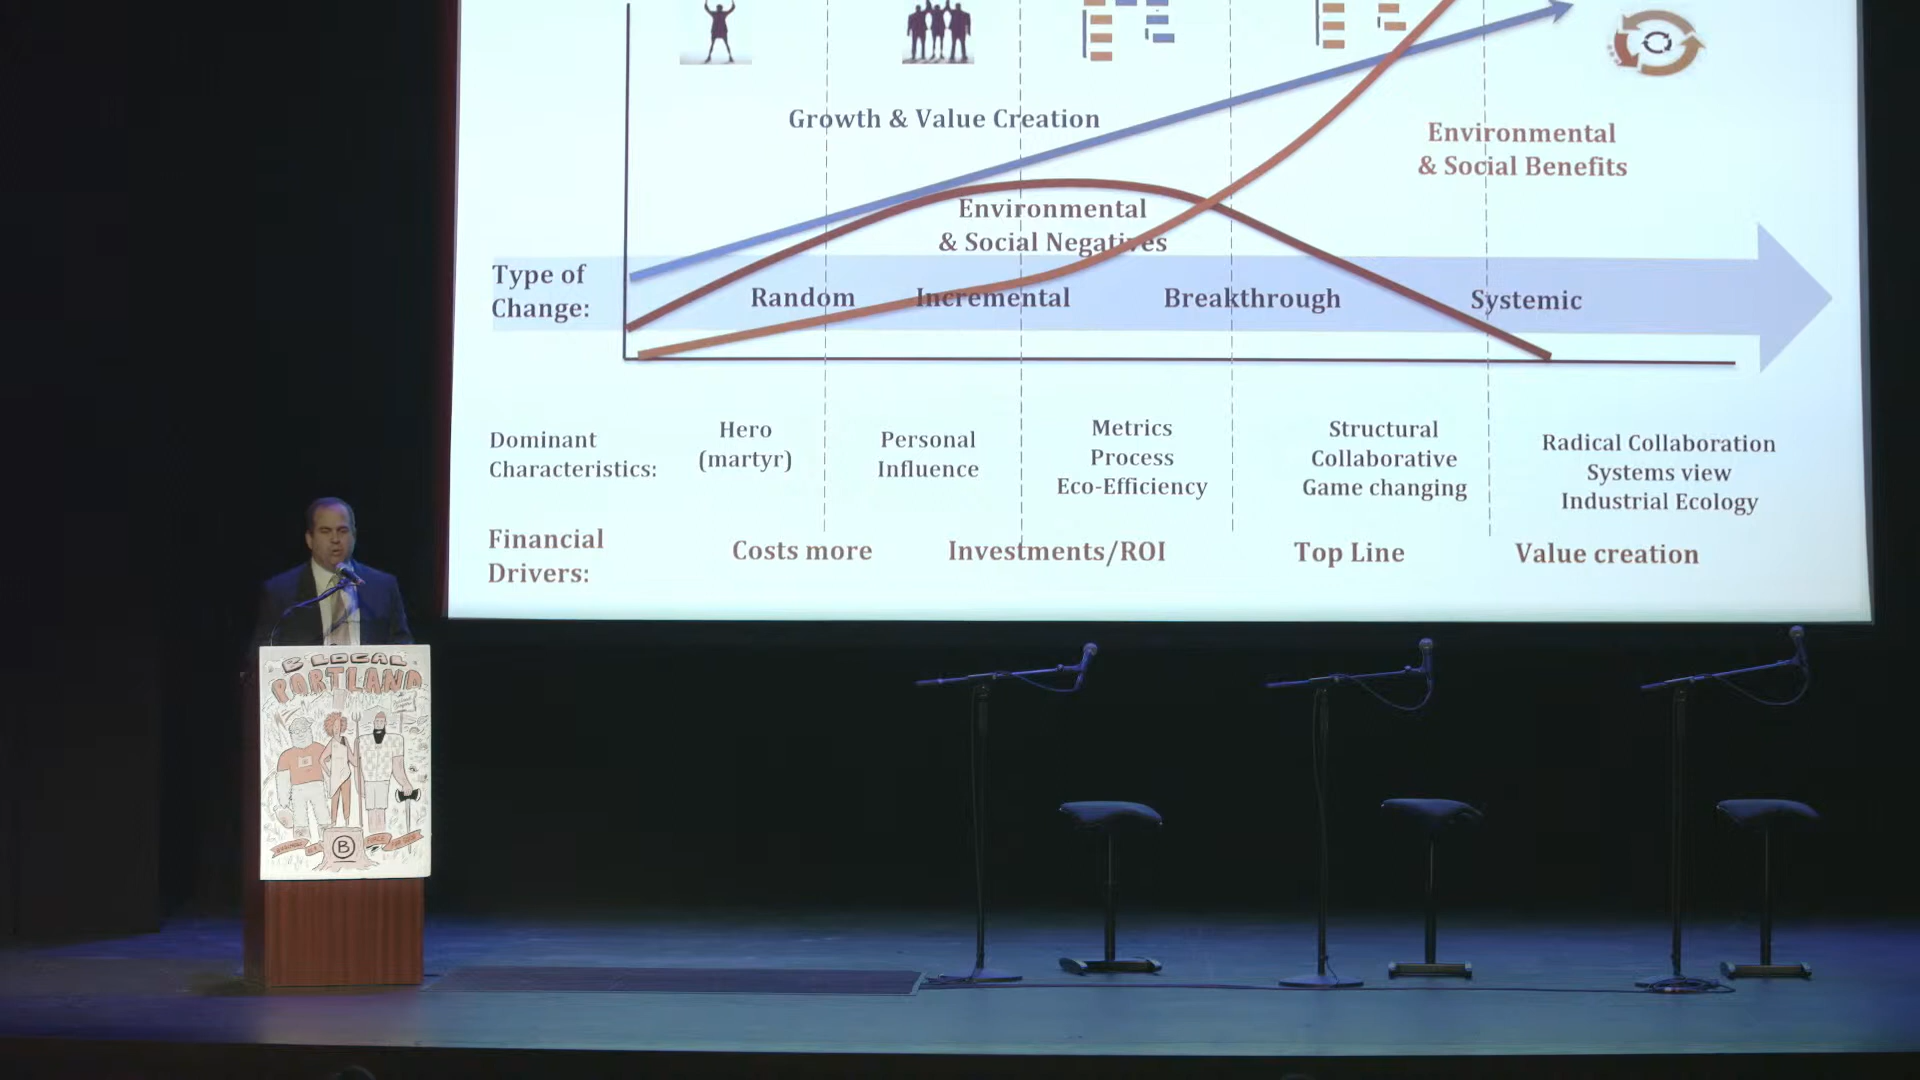 Growth & Value Creation
Environmental
& Social Benefits
Environmental
& Social Negatives
Type of
Change:
Random
Incremental
Breakthrough
Systemic
Dominant
Characteristics:
Hero
(martyr)
Personal
Influence
Metrics
Process
Eco-Efficiency
Structural
Collaborative
Game changing
Radical Collaboration
Systems view
Industrial Ecology
Financial
Drivers:
Costs more
Investments/ROI
Top Line
Value creation
B LOCAL
PORTLAND
B